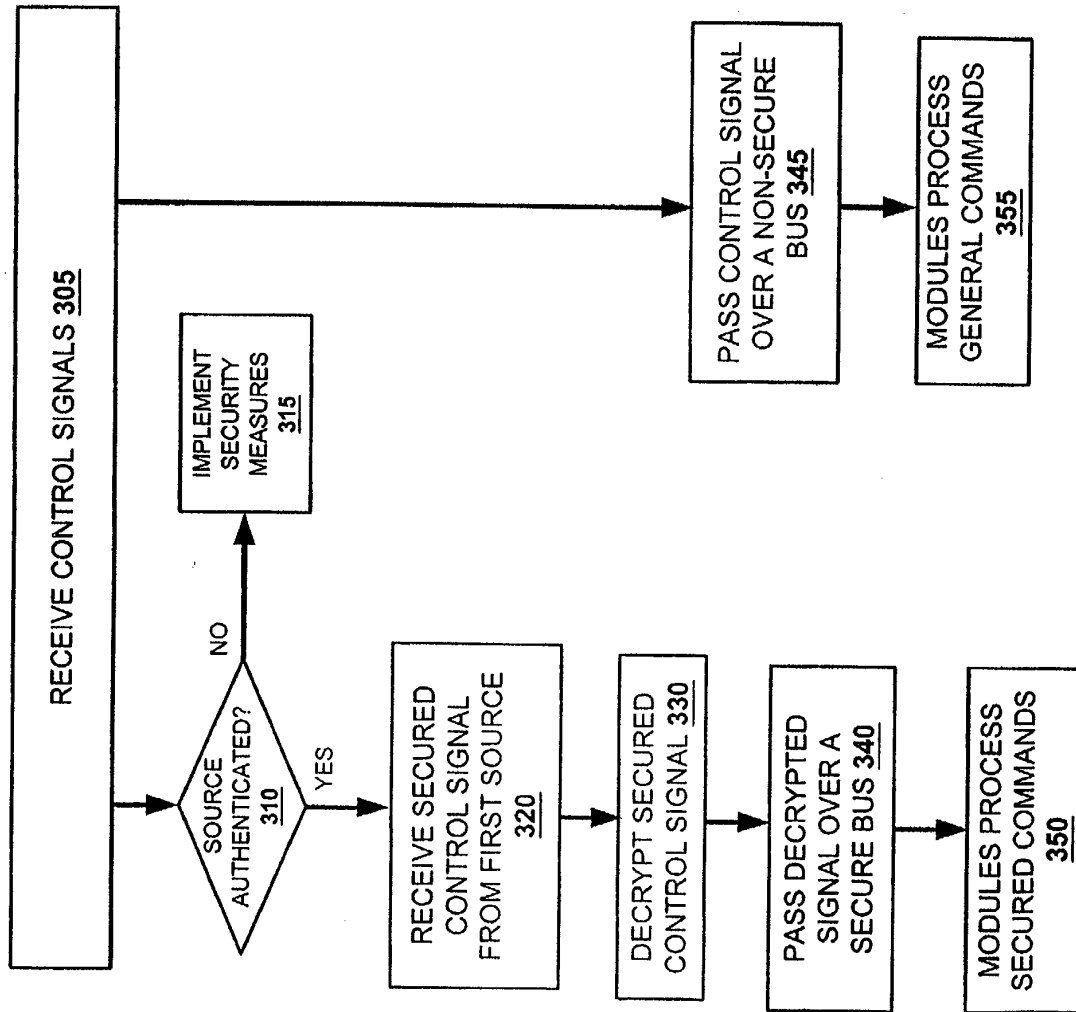 RECEIVE CONTROL SIGNALS 305
SOURCE
AUTHENTICATED?
310
NO
YES
IMPLEMENT
SECURITY
MEASURES
315
RECEIVE SECURED
CONTROL SIGNAL
FROM FIRST SOURCE
320
DECRYPT SECURED
CONTROL SIGNAL 330
PASS DECRYPTED
SIGNAL OVER A
SECURE BUS 340
MODULES PROCESS
SECURED COMMANDS
350
PASS CONTROL SIGNAL
OVER A NON-SECURE
BUS 345
MODULES PROCESS
GENERAL COMMANDS
355